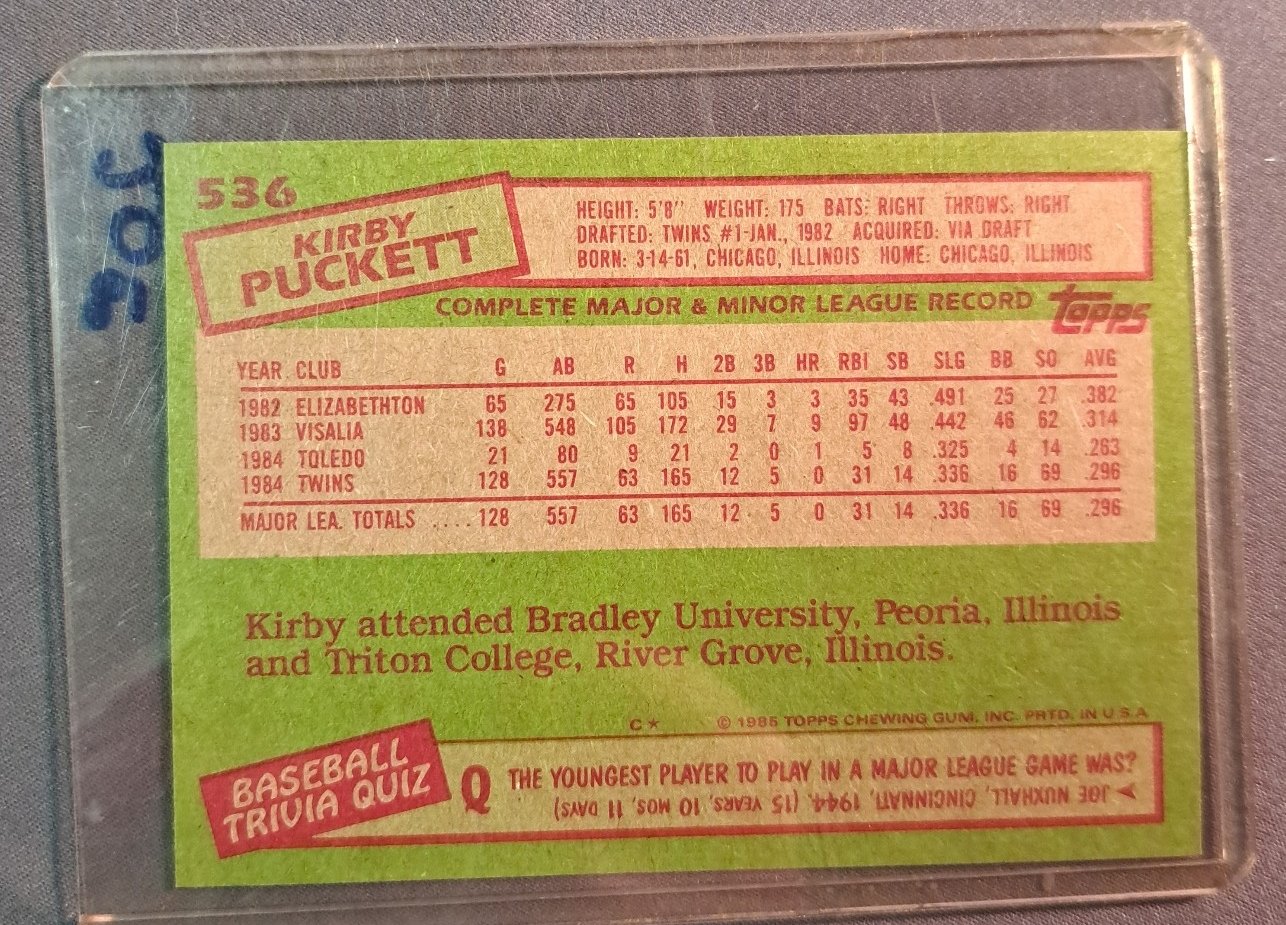 536
KIRBY
PUCKETT
HEIGHT: 5'8" WEIGHT: 175 BATS: RIGHT THROWS: RIGHT
DRAFTED: TWINS #1-JAN., 1982 ACQUIRED: VIA DRAFT
BORN: 3-14-61, CHICAGO, ILLINOIS HOME: CHICAGO, ILLINOIS
COMPLETE MAJOR & MINOR LEAGUE RECORD
topps
YEAR CLUB G AB R H 2B 3B HR RBI SB SLG BB SO AVG
1982 ELIZABETHTON 65 275 65 105 15 3 3 35 43 .491 25 27 .382
1983 VISALIA 138 548 105 172 29 7 9 97 48 .442 46 62 .314
1984 TOLEDO 21 80 9 21 2 0 1 5 8 .325 4 14 .263
1984 TWINS 128 557 63 165 12 5 0 31 14 .336 16 69 .296
MAJOR LEA. TOTALS ....128 557 63 165 12 5 0 31 14 .336 16 69 .296
Kirby attended Bradley University, Peoria, Illinois
and Triton College, River Grove, Illinois.
C* © 1985 TOPPS CHEWING GUM, INC. PRTD. IN U.S.A.
BASEBALL
TRIVIA QUIZ
Q THE YOUNGEST PLAYER TO PLAY IN A MAJOR LEAGUE GAME WAS?
JOE NUXHALL, CINCINNATI, 1944, (15 YEARS, 10 MOS, 11 DAYS)